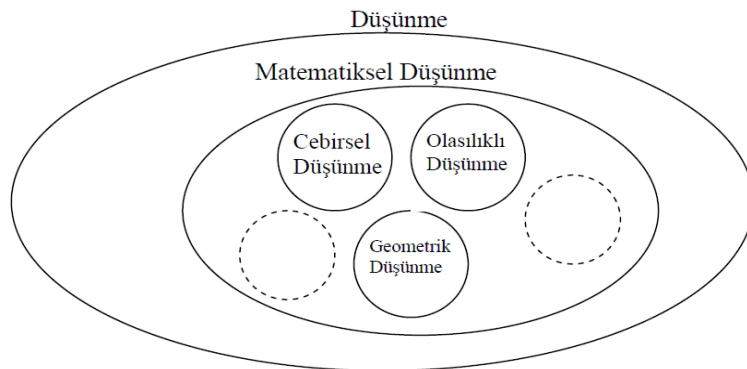 Düşünme
Matematiksel Düşünme
Cebirsel
Düşünme
Olasılıklı
Düşünme
Geometrik
Düşünme